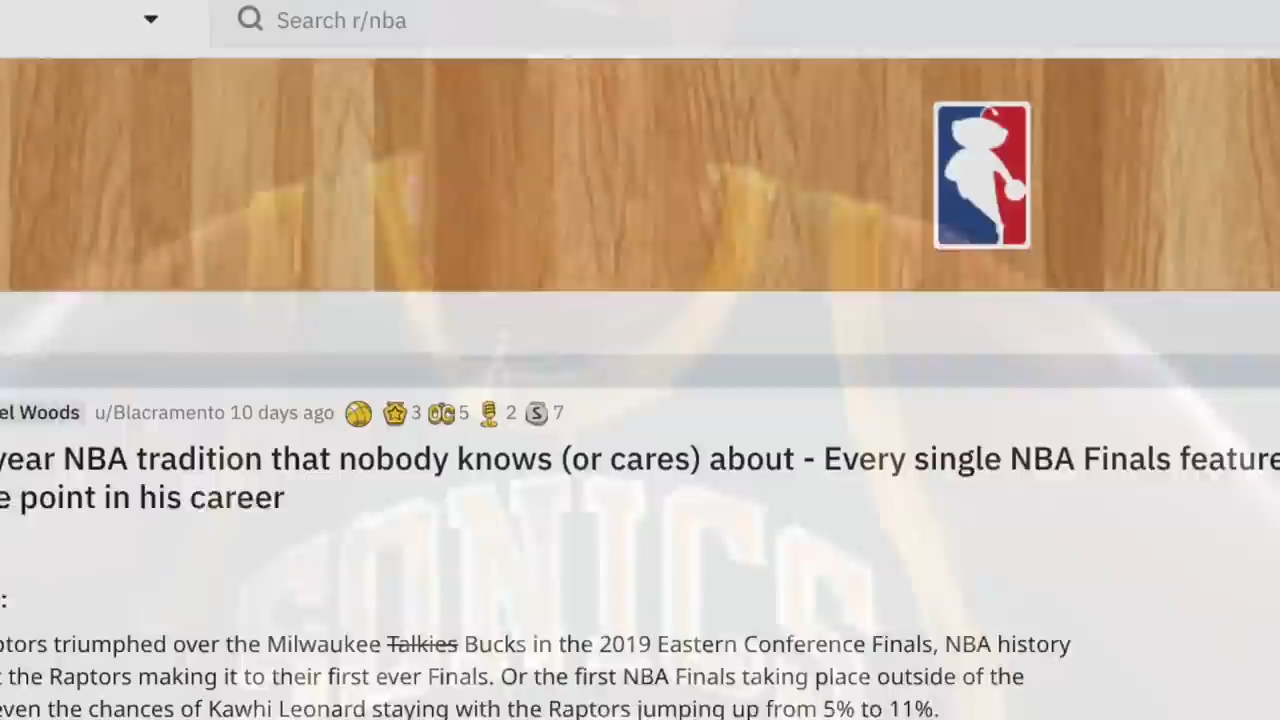 Search r/nba
el Woods u/Blacramento 10 days ago 3 5 2 S 7
year NBA tradition that nobody knows (or cares) about - Every single NBA Finals feature
e point in his career
SONICS
:
ptors triumphed over the Milwaukee Talkies Bucks in the 2019 Eastern Conference Finals, NBA history
t the Raptors making it to their first ever Finals. Or the first NBA Finals taking place outside of the
even the chances of Kawhi Leonard staying with the Raptors jumping up from 5% to 11%.